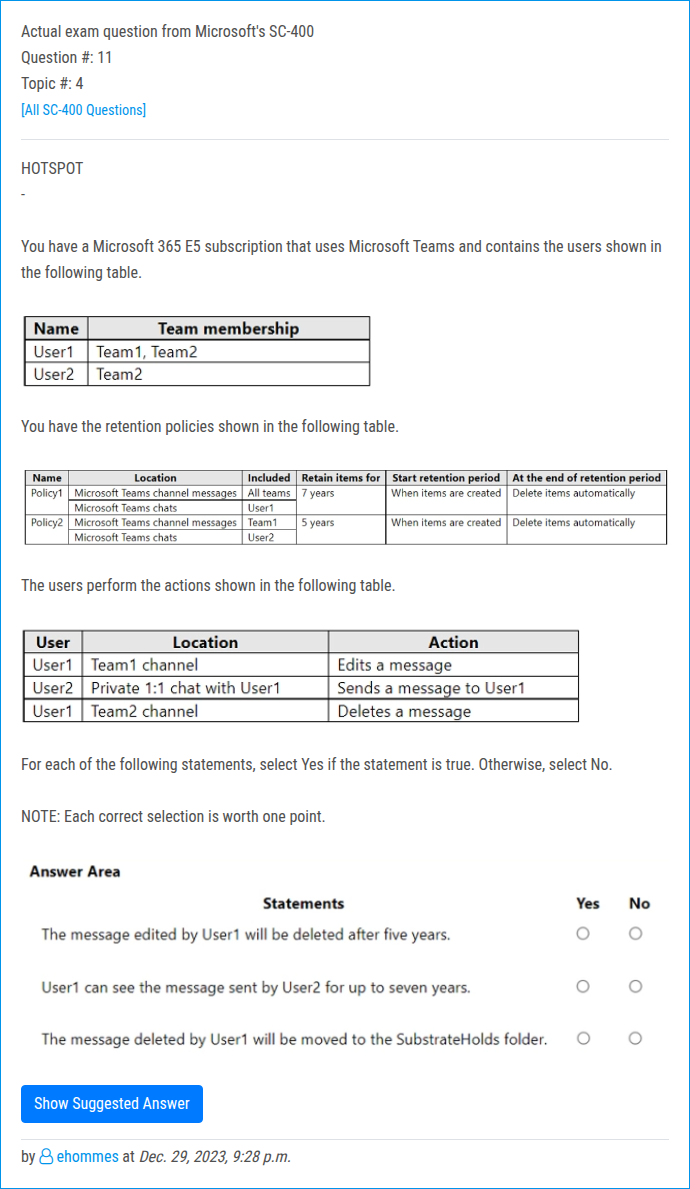 Actual exam question from Microsoft's SC-400
Question #: 11
Topic #: 4
[All SC-400 Questions]
HOTSPOT
-
You have a Microsoft 365 E5 subscription that uses Microsoft Teams and contains the users shown in
the following table.
Name Team membership
User1 Team1, Team2
User2 Team2
You have the retention policies shown in the following table.
Name Location Included Retain items for Start retention period At the end of retention period
Policy1 Microsoft Teams channel messages All teams 7 years When items are created Delete items automatically
Microsoft Teams chats User1
Policy2 Microsoft Teams channel messages Team1 5 years When items are created Delete items automatically
Microsoft Teams chats User2
The users perform the actions shown in the following table.
User Location Action
User1 Team1 channel Edits a message
User2 Private 1:1 chat with User1 Sends a message to User1
User1 Team2 channel Deletes a message
For each of the following statements, select Yes if the statement is true. Otherwise, select No.
NOTE: Each correct selection is worth one point.
Answer Area
Statements Yes No
The message edited by User1 will be deleted after five years.
User1 can see the message sent by User2 for up to seven years.
The message deleted by User1 will be moved to the SubstrateHolds folder.
Show Suggested Answer
by ehommes at Dec. 29, 2023, 9:28 p.m.